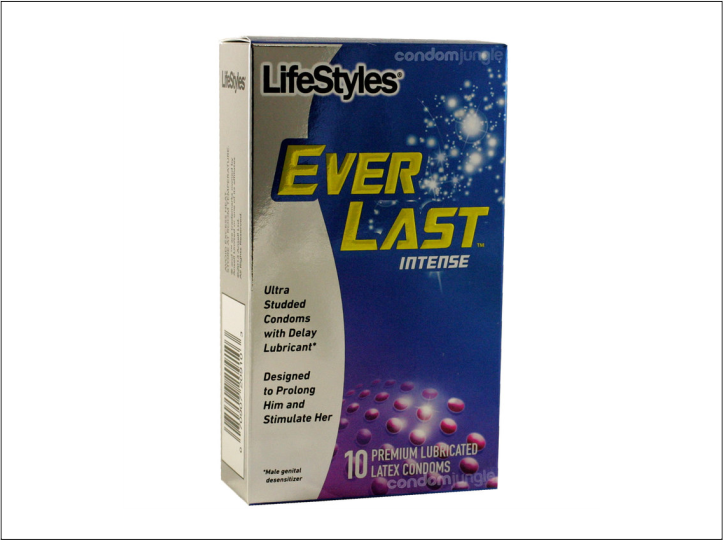 condomjungle
LifeStyles®
LifeStyles®
EVER
LAST™
INTENSE
Ultra
Studded
Condoms
with Delay
Lubricant*
Designed
to Prolong
Him and
Stimulate Her
*Male genital
desensitizer
10 PREMIUM LUBRICATED
LATEX CONDOMS
condomjungle